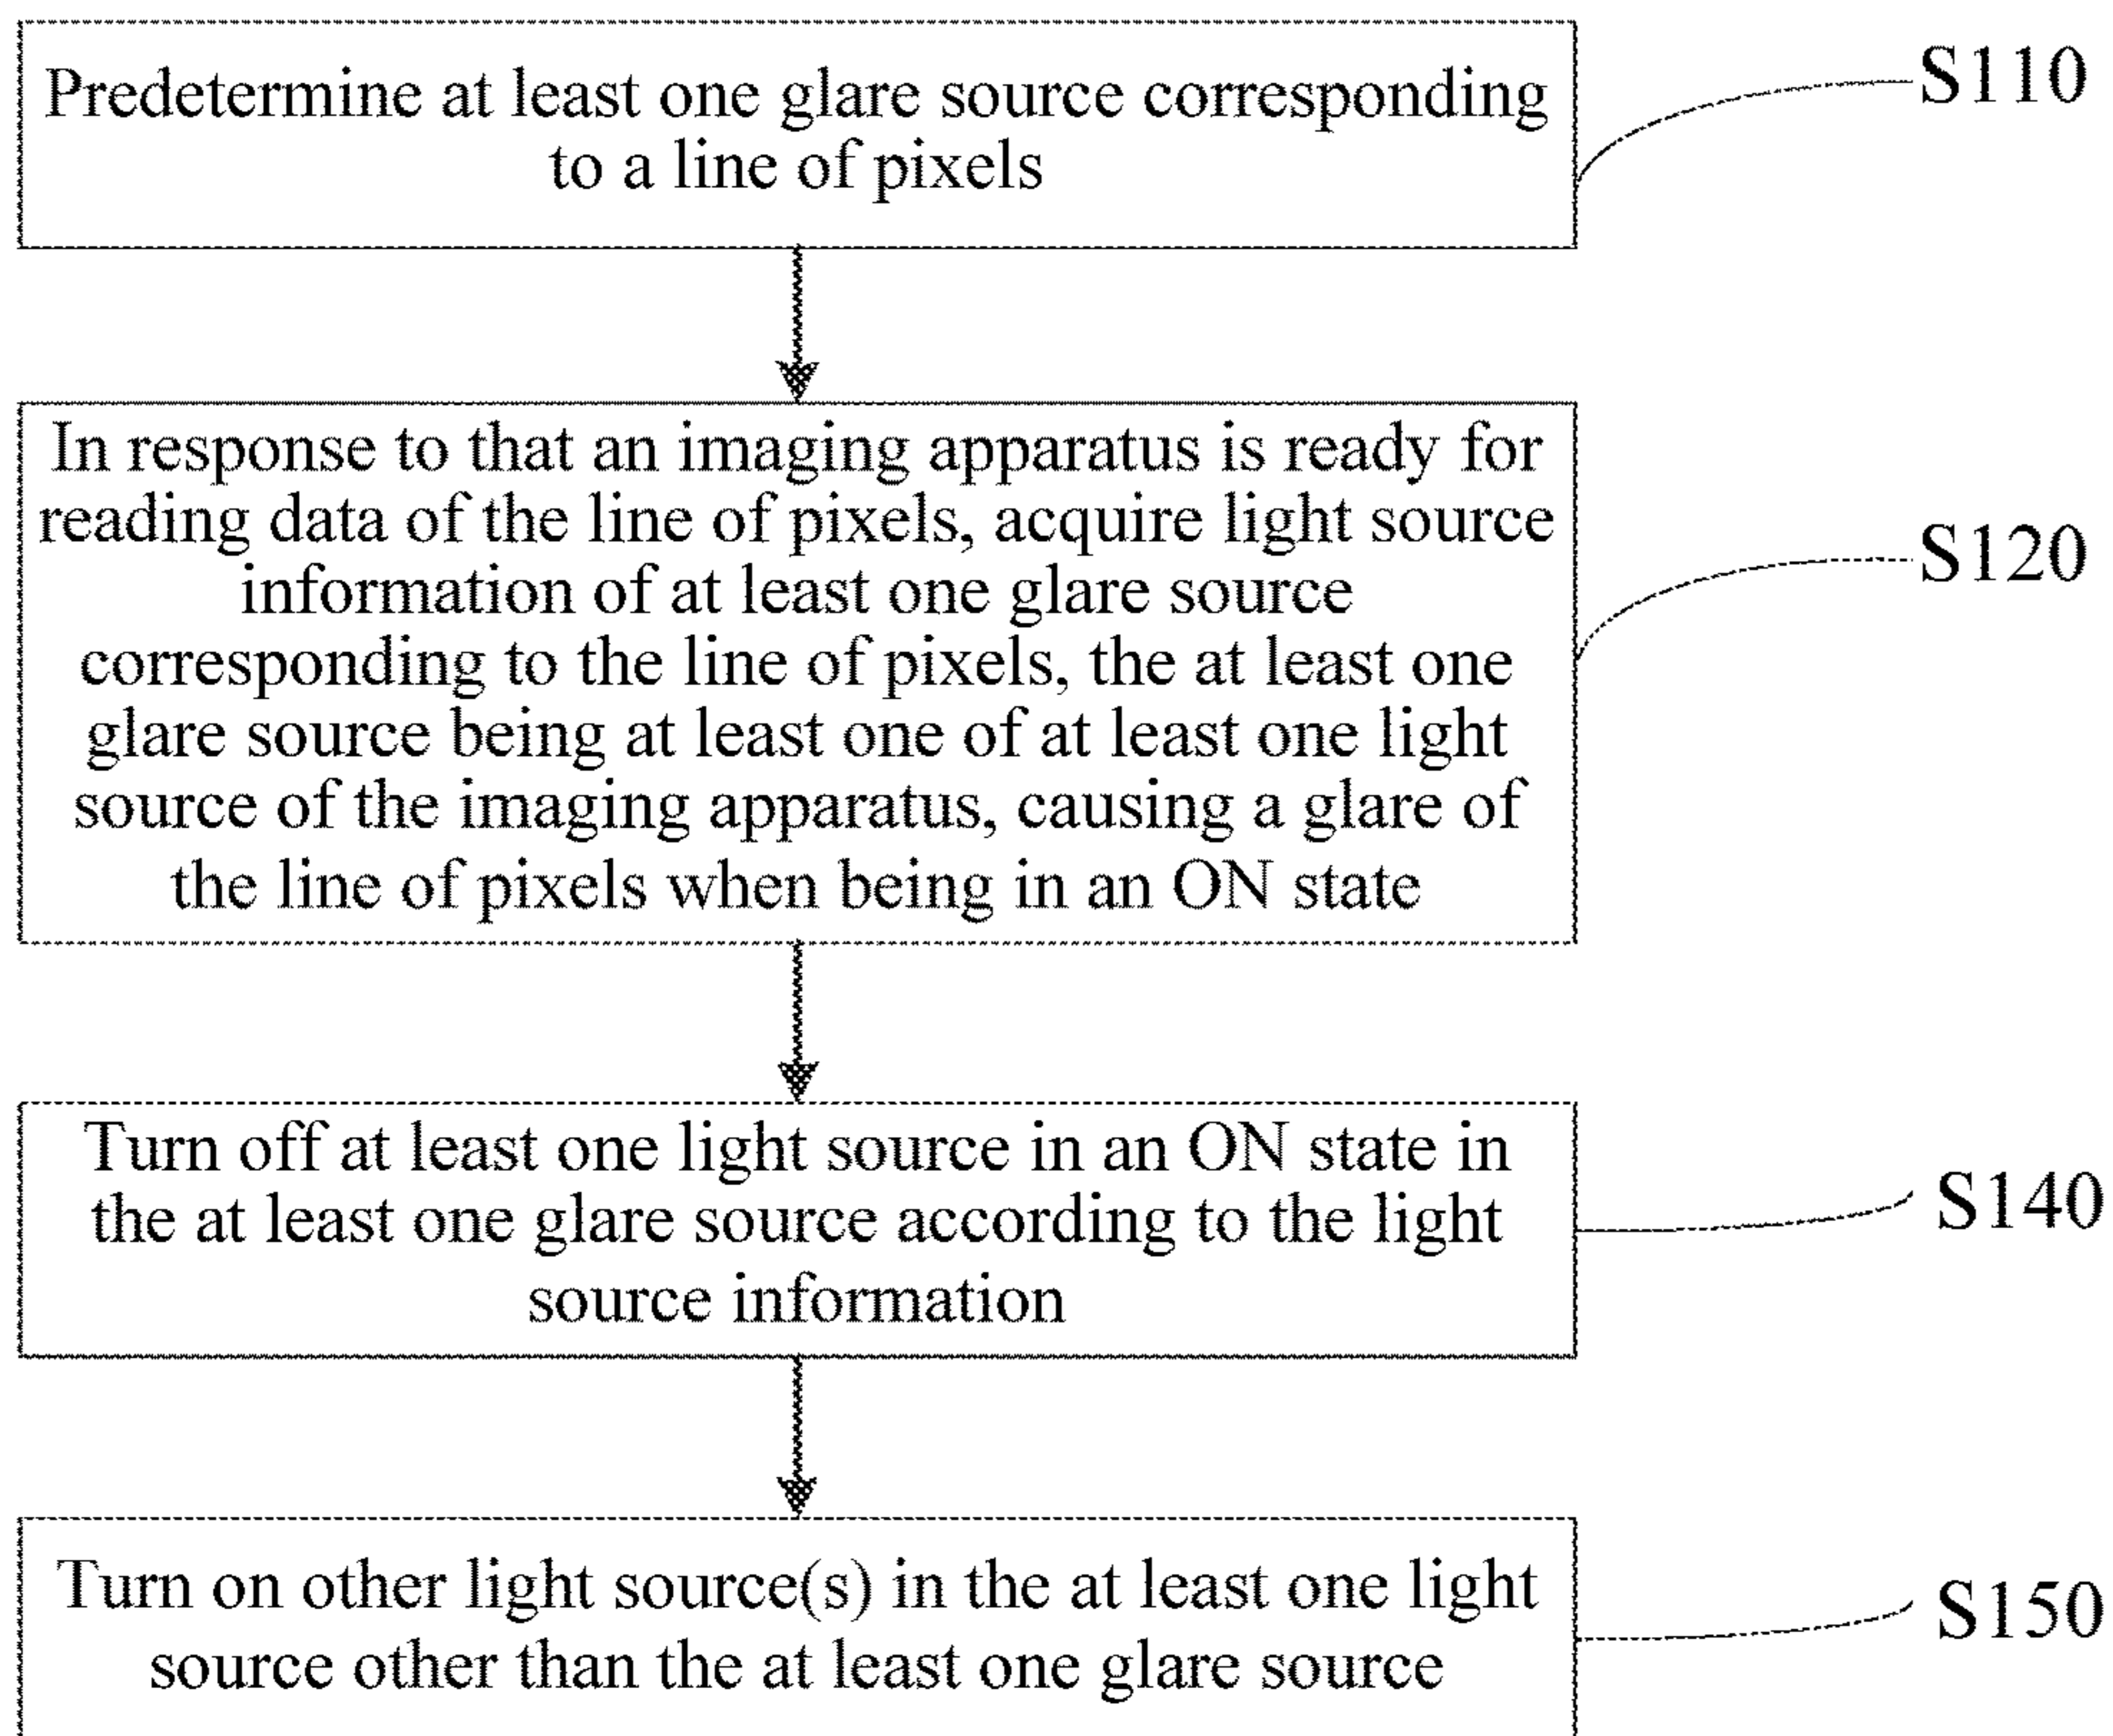 Predetermine at least one glare source corresponding
to a line of pixels
S110
In response to that an imaging apparatus is ready for
reading data of the line of pixels, acquire light source
information of at least one glare source
corresponding to the line of pixels, the at least one
glare source being at least one of at least one light
source of the imaging apparatus, causing a glare of
the line of pixels when being in an ON state
S120
Turn off at least one light source in an ON state in
the at least one glare source according to the light
source information
S140
Turn on other light source(s) in the at least one light
source other than the at least one glare source
S150